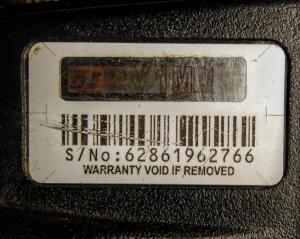 S/No:62861962766
WARRANTY VOID IF REMOVED